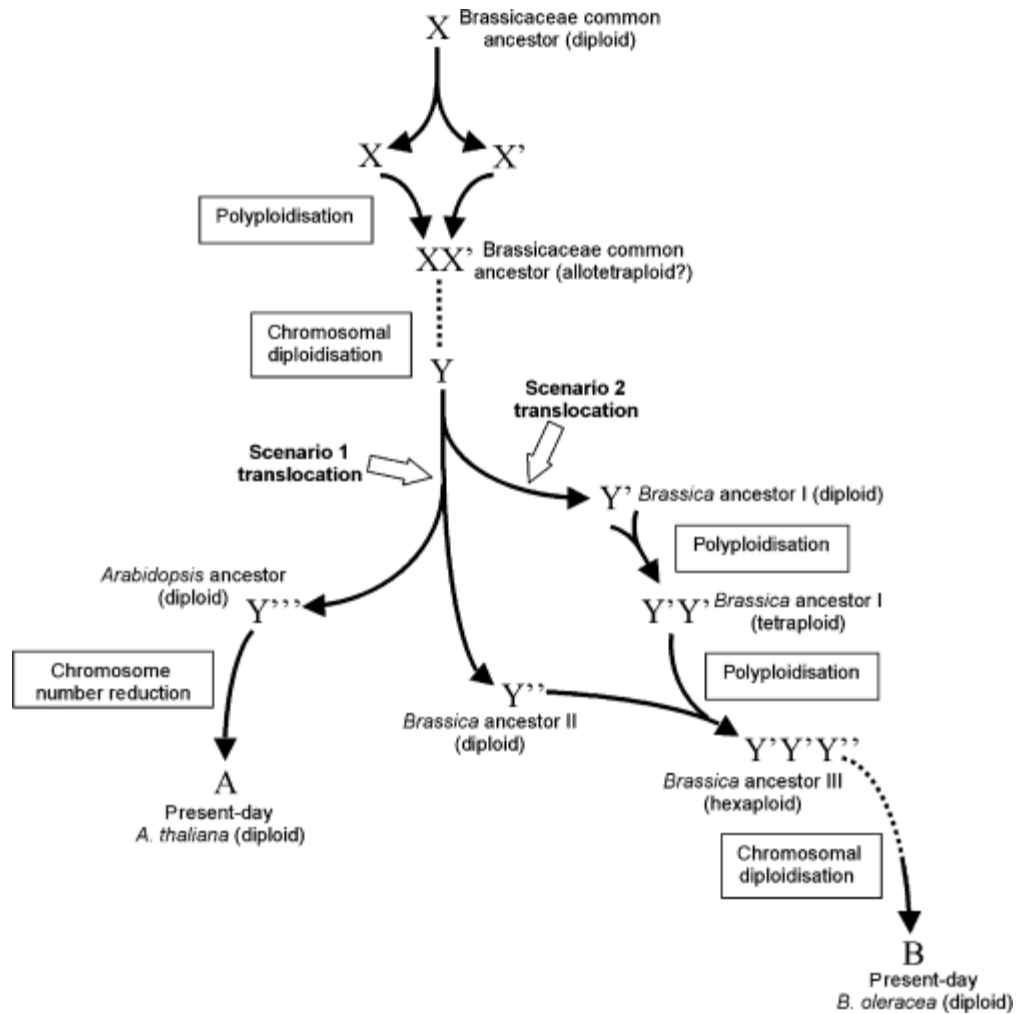 X Brassicaceae common
ancestor (diploid)
X
X’
Polyploidisation
XX’ Brassicaceae common
ancestor (allotetraploid?)
Chromosomal
diploidisation
Y
Scenario 2
translocation
Scenario 1
translocation
Y’ Brassica ancestor I (diploid)
Polyploidisation
Arabidopsis ancestor
(diploid)
Y’’’
Y’Y’ Brassica ancestor I
(tetraploid)
Chromosome
number reduction
Polyploidisation
Y’’
Brassica ancestor II
(diploid)
Y’Y’Y’’
Brassica ancestor III
(hexaploid)
A
Present-day
A. thaliana (diploid)
Chromosomal
diploidisation
B
Present-day
B. oleracea (diploid)